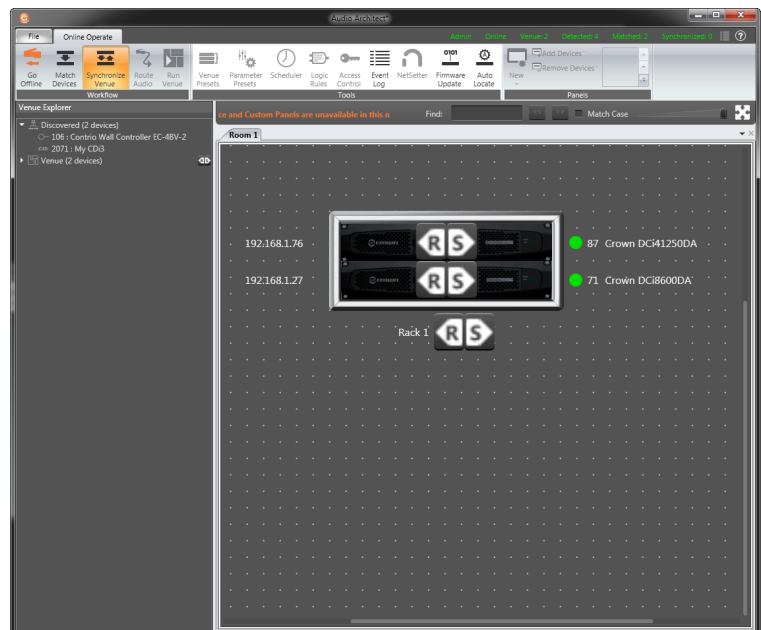 Audio Architect
File Online Operate Admin Online Venue: 2 Detected: 4 Matched: 2 Synchronized: 0
Go Offline
Match Devices
Synchronize Venue
Route Audio
Run Venue
Venue Presets
Parameter Presets
Scheduler
Logic Rules
Access Control
Event Log
NetSetter
Firmware Update
Auto Locate
New
Add Devices
Remove Devices
Workflow Tools Panels
Venue Explorer
ce and Custom Panels are unavailable in this n Find: Match Case
Discovered (2 devices)
106 : Contrio Wall Controller EC-4BV-2
2071 : My CDi3
Venue (2 devices)
Room 1
192.168.1.76 crown R S 87 Crown DCi41250DA
192.168.1.27 crown R S 71 Crown DCi8600DA
Rack 1 R S